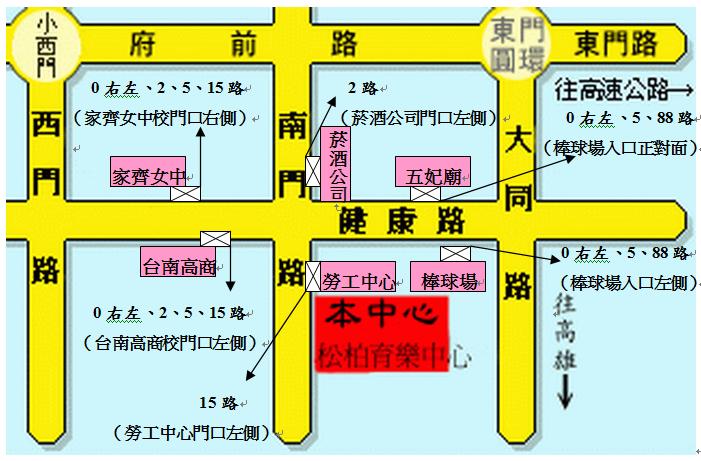 小西門
府前路
東門圓環
東門路
往高速公路
0 右左、2、5、15 路
(家齊女中校門口左側)
2 路
(菸酒公司門口左側)
0 右左、5、88 路
(棒球場入口正對面)
西門路
南門路
大同路
家齊女中
菸酒公司
五妃廟
健康路
台南高商
勞工中心
棒球場
0 右左、5、88 路
(棒球場入口左側)
本中心
松柏育樂中心
往高雄
0 右左、2、5、15 路
(台南高商校門口左側)
15 路
(勞工中心門口左側)